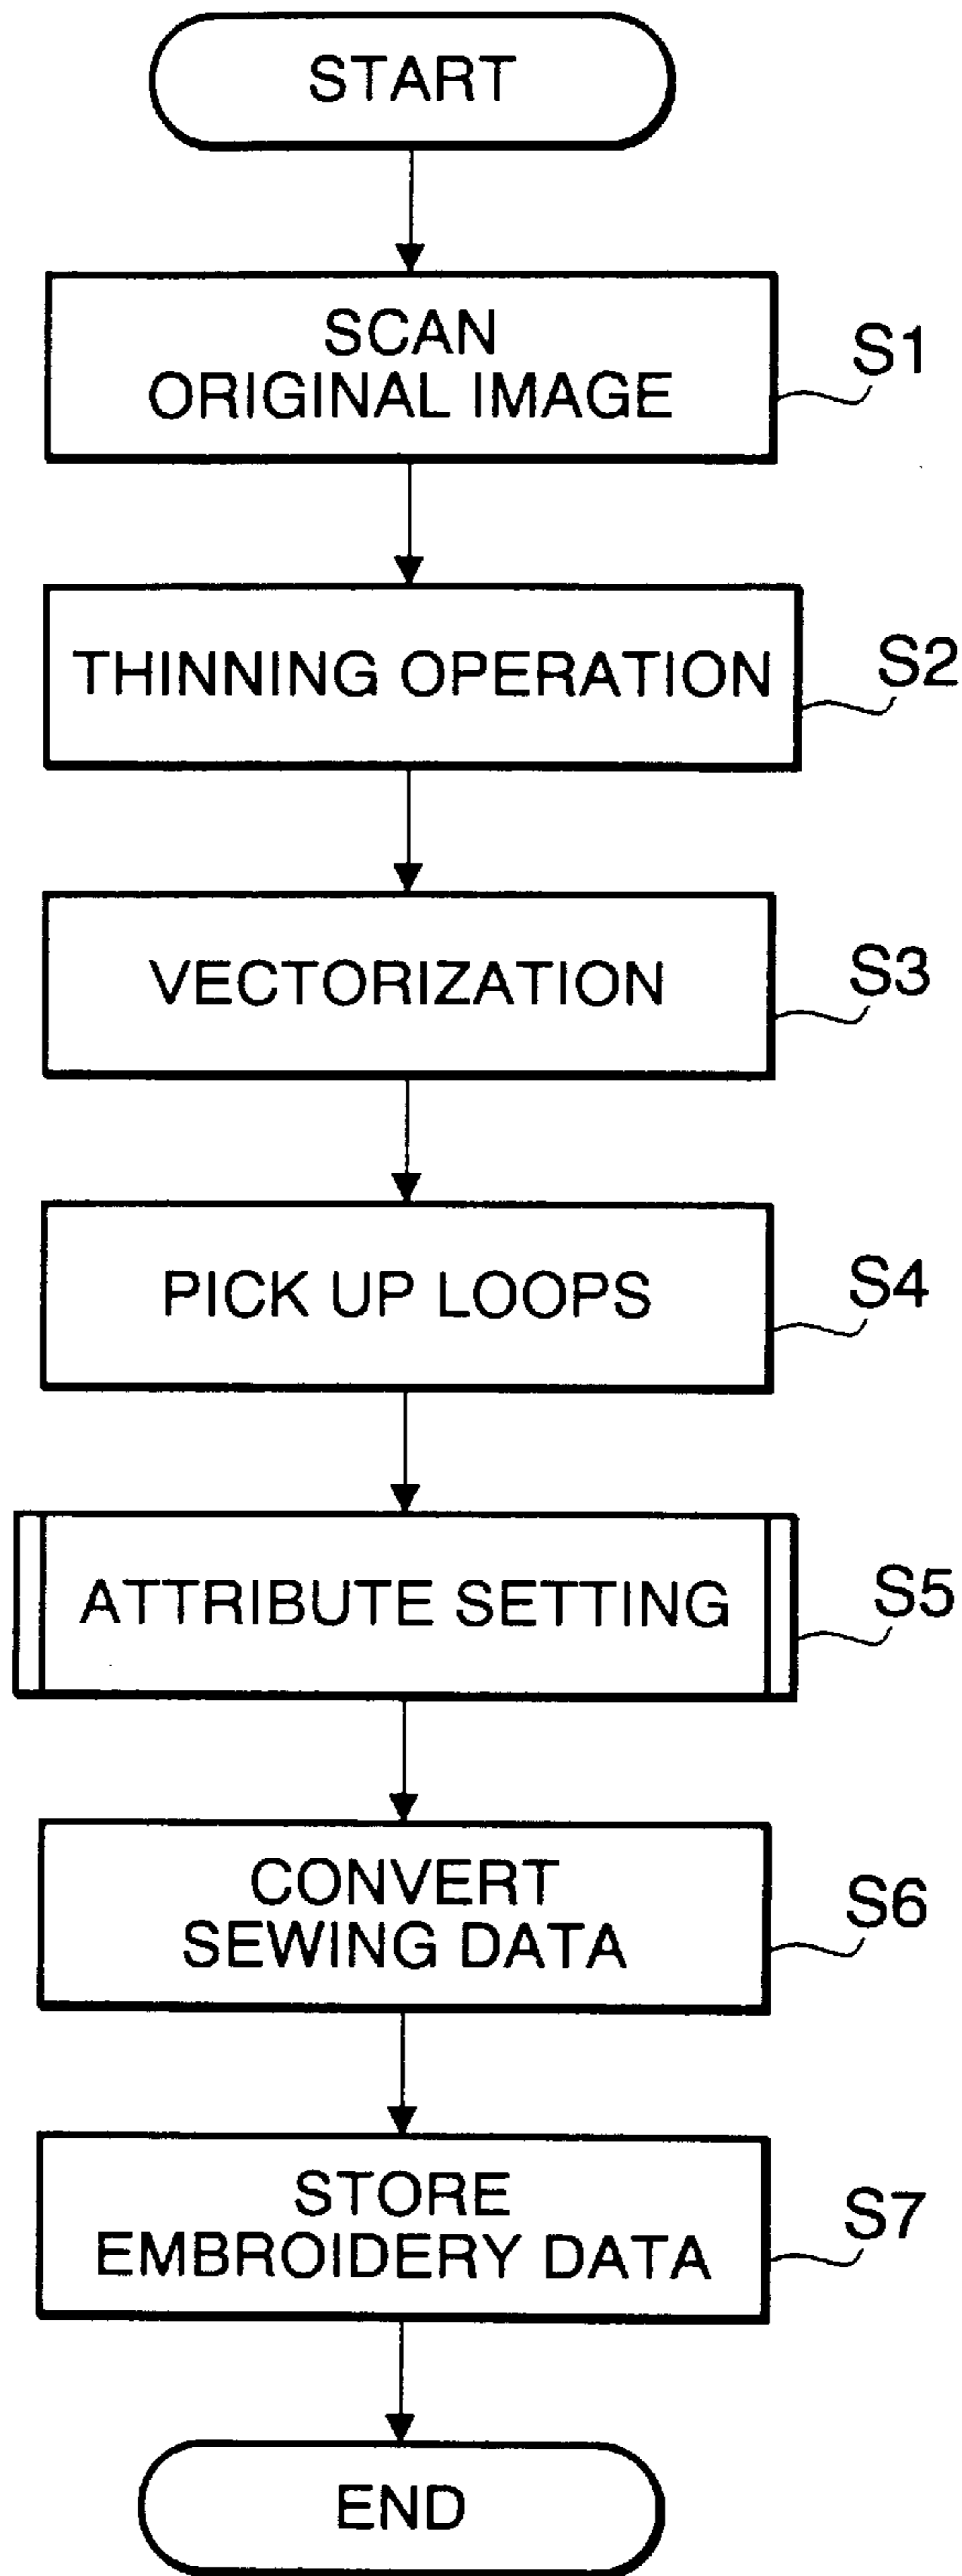 START
SCAN
ORIGINAL IMAGE
S1
THINNING OPERATION
S2
VECTORIZATION
S3
PICK UP LOOPS
S4
ATTRIBUTE SETTING
S5
CONVERT
SEWING DATA
S6
STORE
EMBROIDERY DATA
S7
END